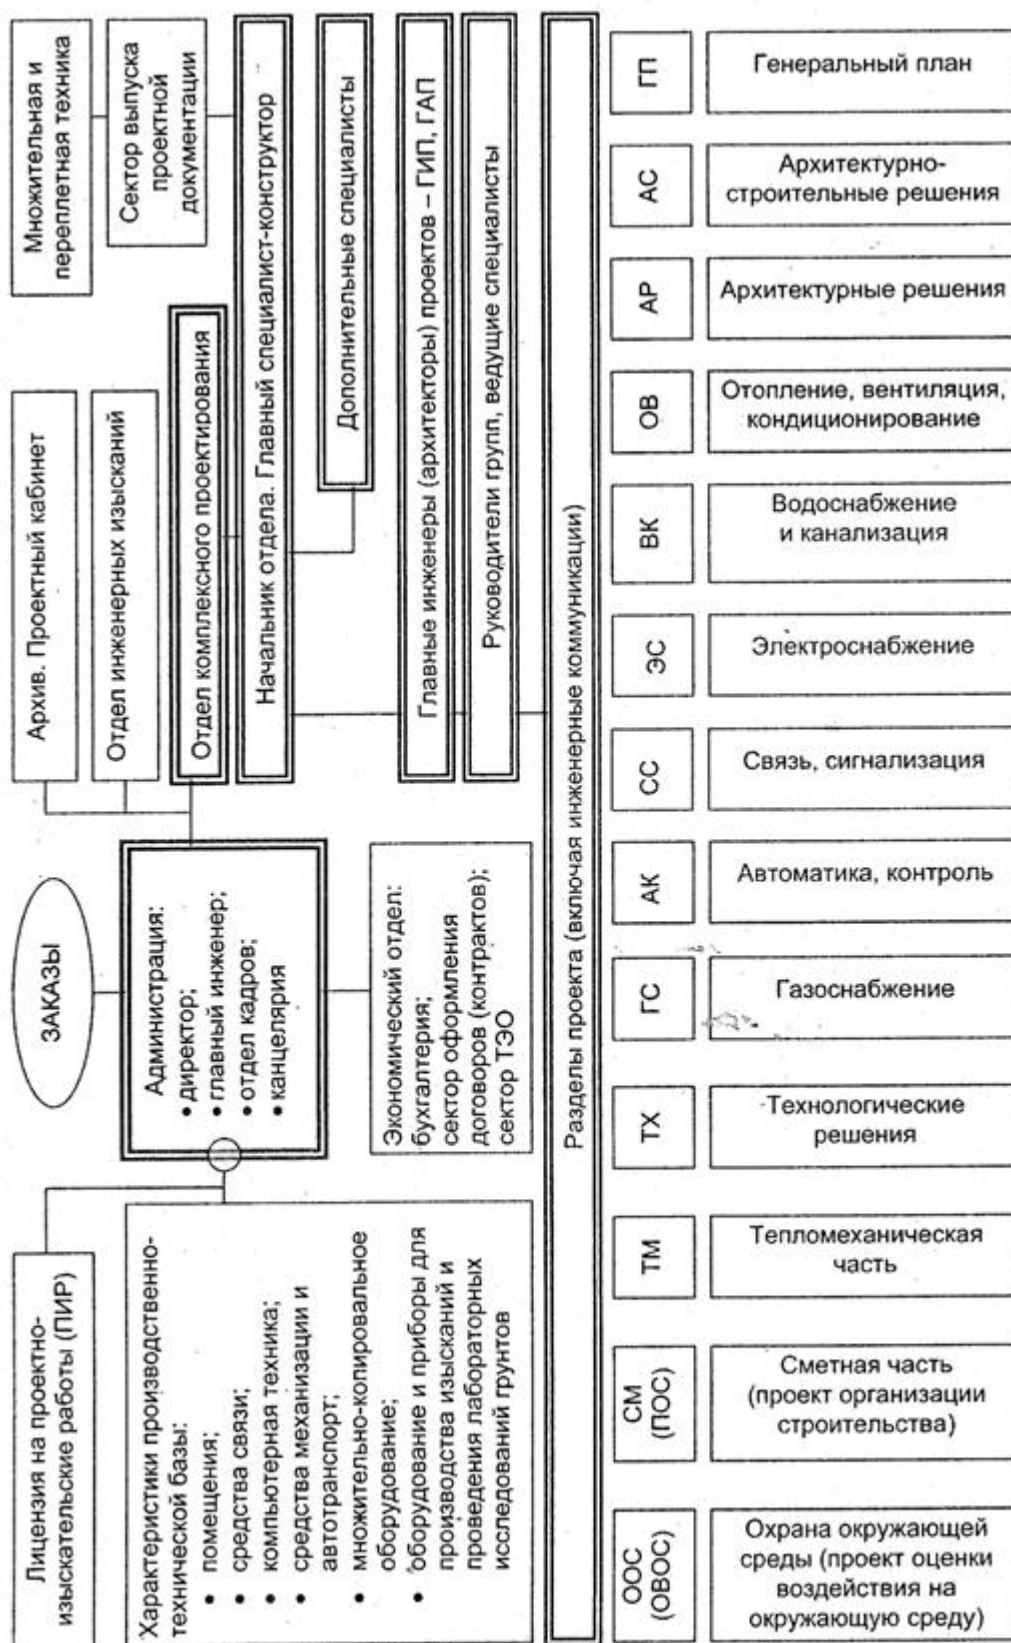 ЗАКАЗЫ
Лицензия на проектно-
изыскательские работы (ПИР)
Характеристики производственно-
технической базы:
• помещения;
• средства связи;
• компьютерная техника;
• средства механизации и
автотранспорт;
• множительно-копировальное
оборудование;
• оборудование и приборы для
производства изысканий и
проведения лабораторных
исследований грунтов
Администрация:
• директор;
• главный инженер;
• отдел кадров;
• канцелярия
Экономический отдел:
бухгалтерия;
сектор оформления
договоров (контрактов);
сектор ТЭО
Архив. Проектный кабинет
Отдел инженерных изысканий
Отдел комплексного проектирования
Множительная и
переплетная техника
Сектор выпуска
проектной
документации
Начальник отдела. Главный специалист-конструктор
Дополнительные специалисты
Главные инженеры (архитекторы) проектов – ГИП, ГАП
Руководители групп, ведущие специалисты
Разделы проекта (включая инженерные коммуникации)
ООС
(ОВОС)
Охрана окружающей
среды (проект оценки
воздействия на
окружающую среду)
СМ
(ПОС)
Сметная часть
(проект организации
строительства)
ТМ
Тепломеханическая
часть
ТХ
Технологические
решения
ГС
Газоснабжение
АК
Автоматика, контроль
СС
Связь, сигнализация
ЭС
Электроснабжение
ВК
Водоснабжение
и канализация
ОВ
Отопление, вентиляция,
кондиционирование
АР
Архитектурные решения
АС
Архитектурно-
строительные решения
ГП
Генеральный план